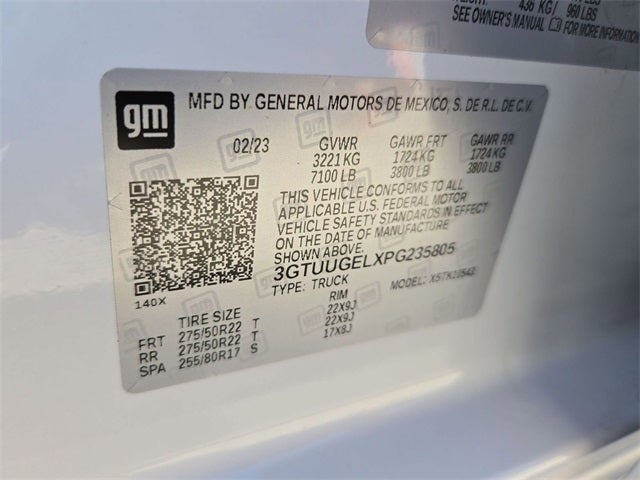 436 KG / 960 LBS
SEE OWNER'S MANUAL FOR MORE INFORMATION
gm
MFD BY GENERAL MOTORS DE MEXICO, S. DE R.L. DE C.V.
02/23 GVWR GAWR FRT GAWR RR
3221 KG 1724 KG 1724 KG
7100 LB 3800 LB 3800 LB
THIS VEHICLE CONFORMS TO ALL
APPLICABLE U.S. FEDERAL MOTOR
VEHICLE SAFETY STANDARDS IN EFFECT
ON THE DATE OF MANUFACTURE
SHOWN ABOVE.
3GTUUGELXPG235805
TYPE: TRUCK MODEL: X5TK10543
140X
TIRE SIZE RIM
FRT 275/50R22 T 22X9J
RR 275/50R22 T 22X9J
SPA 255/80R17 S 17X8J